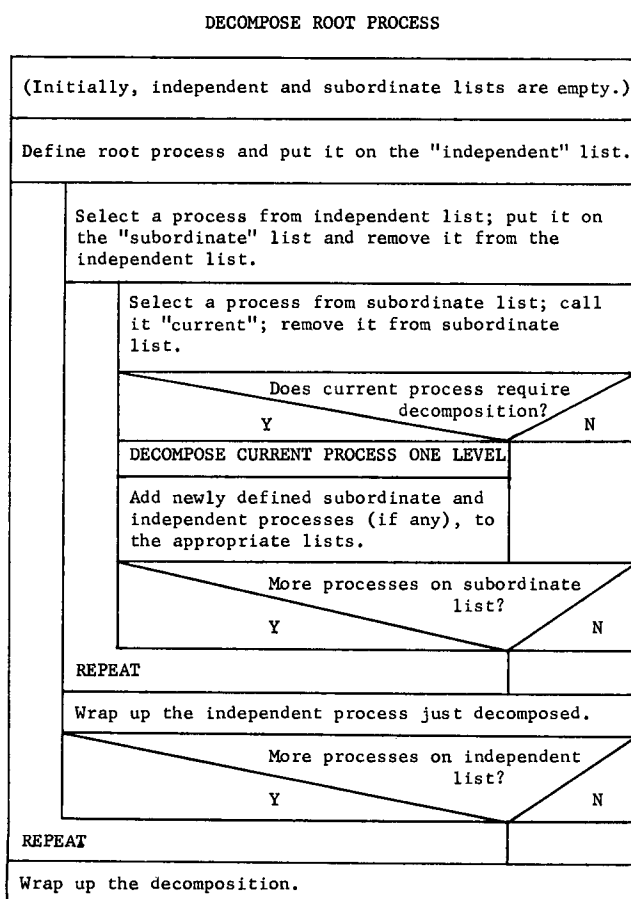 DECOMPOSE ROOT PROCESS
(Initially, independent and subordinate lists are empty.)
Define root process and put it on the "independent" list.
Select a process from independent list; put it on
the "subordinate" list and remove it from the
independent list.
Select a process from subordinate list; call
it "current"; remove it from subordinate
list.
Does current process require
decomposition?
Y N
DECOMPOSE CURRENT PROCESS ONE LEVEL
Add newly defined subordinate and
independent processes (if any), to
the appropriate lists.
More processes on subordinate
list?
Y N
REPEAT
Wrap up the independent process just decomposed.
More processes on independent
list?
Y N
REPEAT
Wrap up the decomposition.